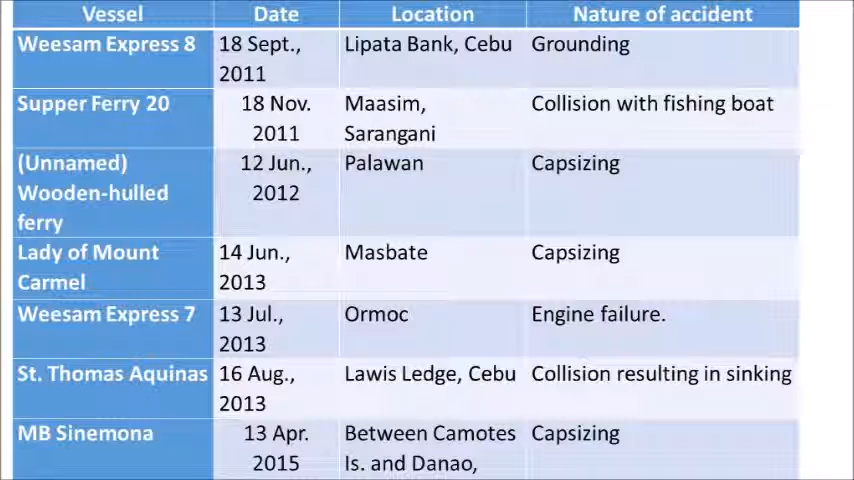 Vessel Date Location Nature of accident
Weesam Express 8 18 Sept., Lipata Bank, Cebu Grounding
2011
Supper Ferry 20 18 Nov. Maasim, Collision with fishing boat
2011 Sarangani
(Unnamed) 12 Jun., Palawan Capsizing
Wooden-hulled 2012
ferry
Lady of Mount 14 Jun., Masbate Capsizing
Carmel 2013
Weesam Express 7 13 Jul., Ormoc Engine failure.
2013
St. Thomas Aquinas 16 Aug., Lawis Ledge, Cebu Collision resulting in sinking
2013
MB Sinemona 13 Apr. Between Camotes Capsizing
2015 Is. and Danao,